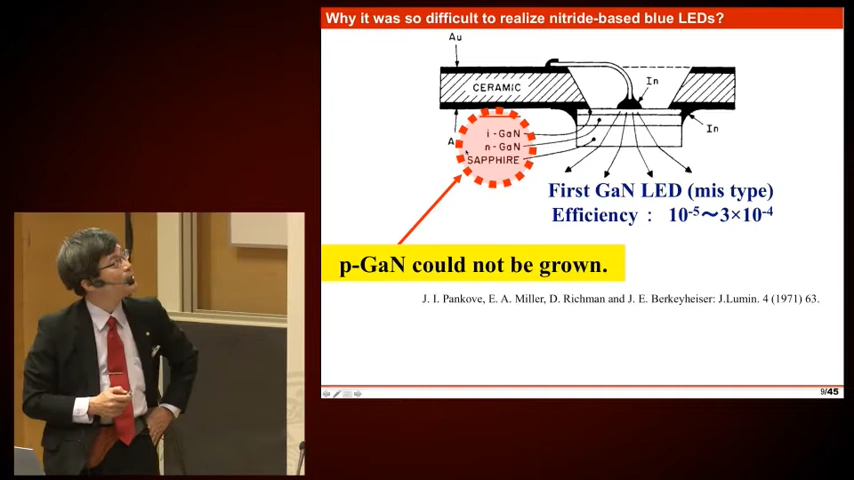 Why it was so difficult to realize nitride-based blue LEDs?
Au
CERAMIC
In
A
i-GaN
n-GaN
SAPPHIRE
In
First GaN LED (mis type)
Efficiency : 10⁻⁵～3×10⁻⁴
p-GaN could not be grown.
J. I. Pankove, E. A. Miller, D. Richman and J. E. Berkeyheiser: J.Lumin. 4 (1971) 63.
9/45